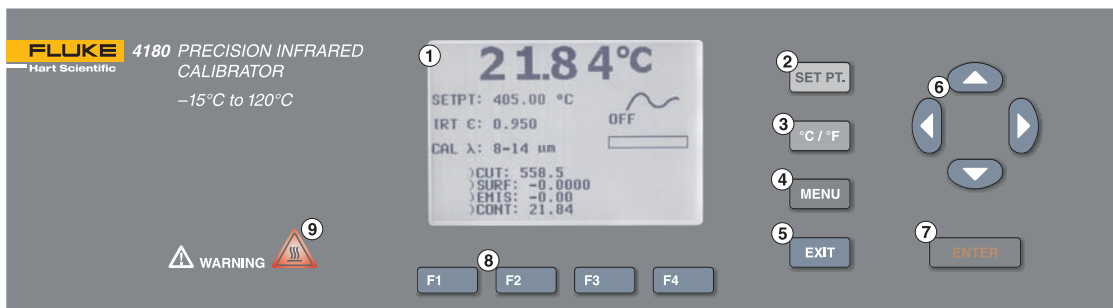 FLUKE
Hart Scientific
4180 PRECISION INFRARED
CALIBRATOR
–15°C to 120°C
WARNING
9
1
21.84°C
SETPT: 405.00 °C
IRT ε: 0.950
OFF
CAL λ: 8-14 um
⟩CUT: 558.5
⟩SURF: -0.0000
⟩EMIS: -0.00
⟩CONT: 21.84
8
F1
F2
F3
F4
2
SET PT.
3
°C / °F
4
MENU
5
EXIT
6
7
ENTER